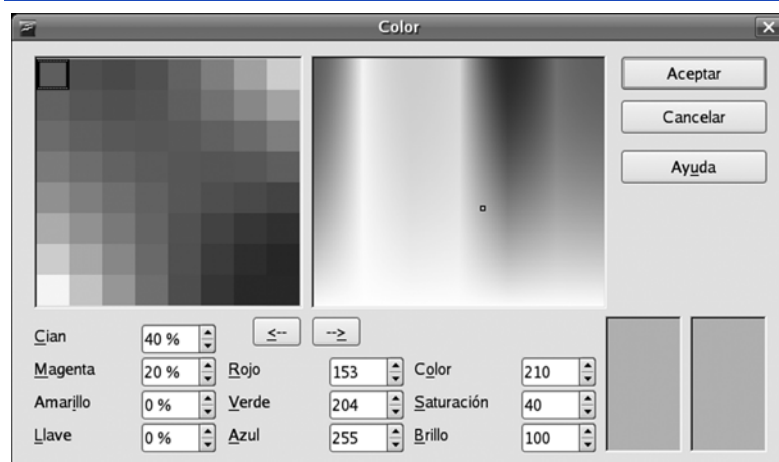 Color
Aceptar
Cancelar
Ayuda
<-- -->
Cian 40 %
Magenta 20 % Rojo 153 Color 210
Amarillo 0 % Verde 204 Saturación 40
Llave 0 % Azul 255 Brillo 100